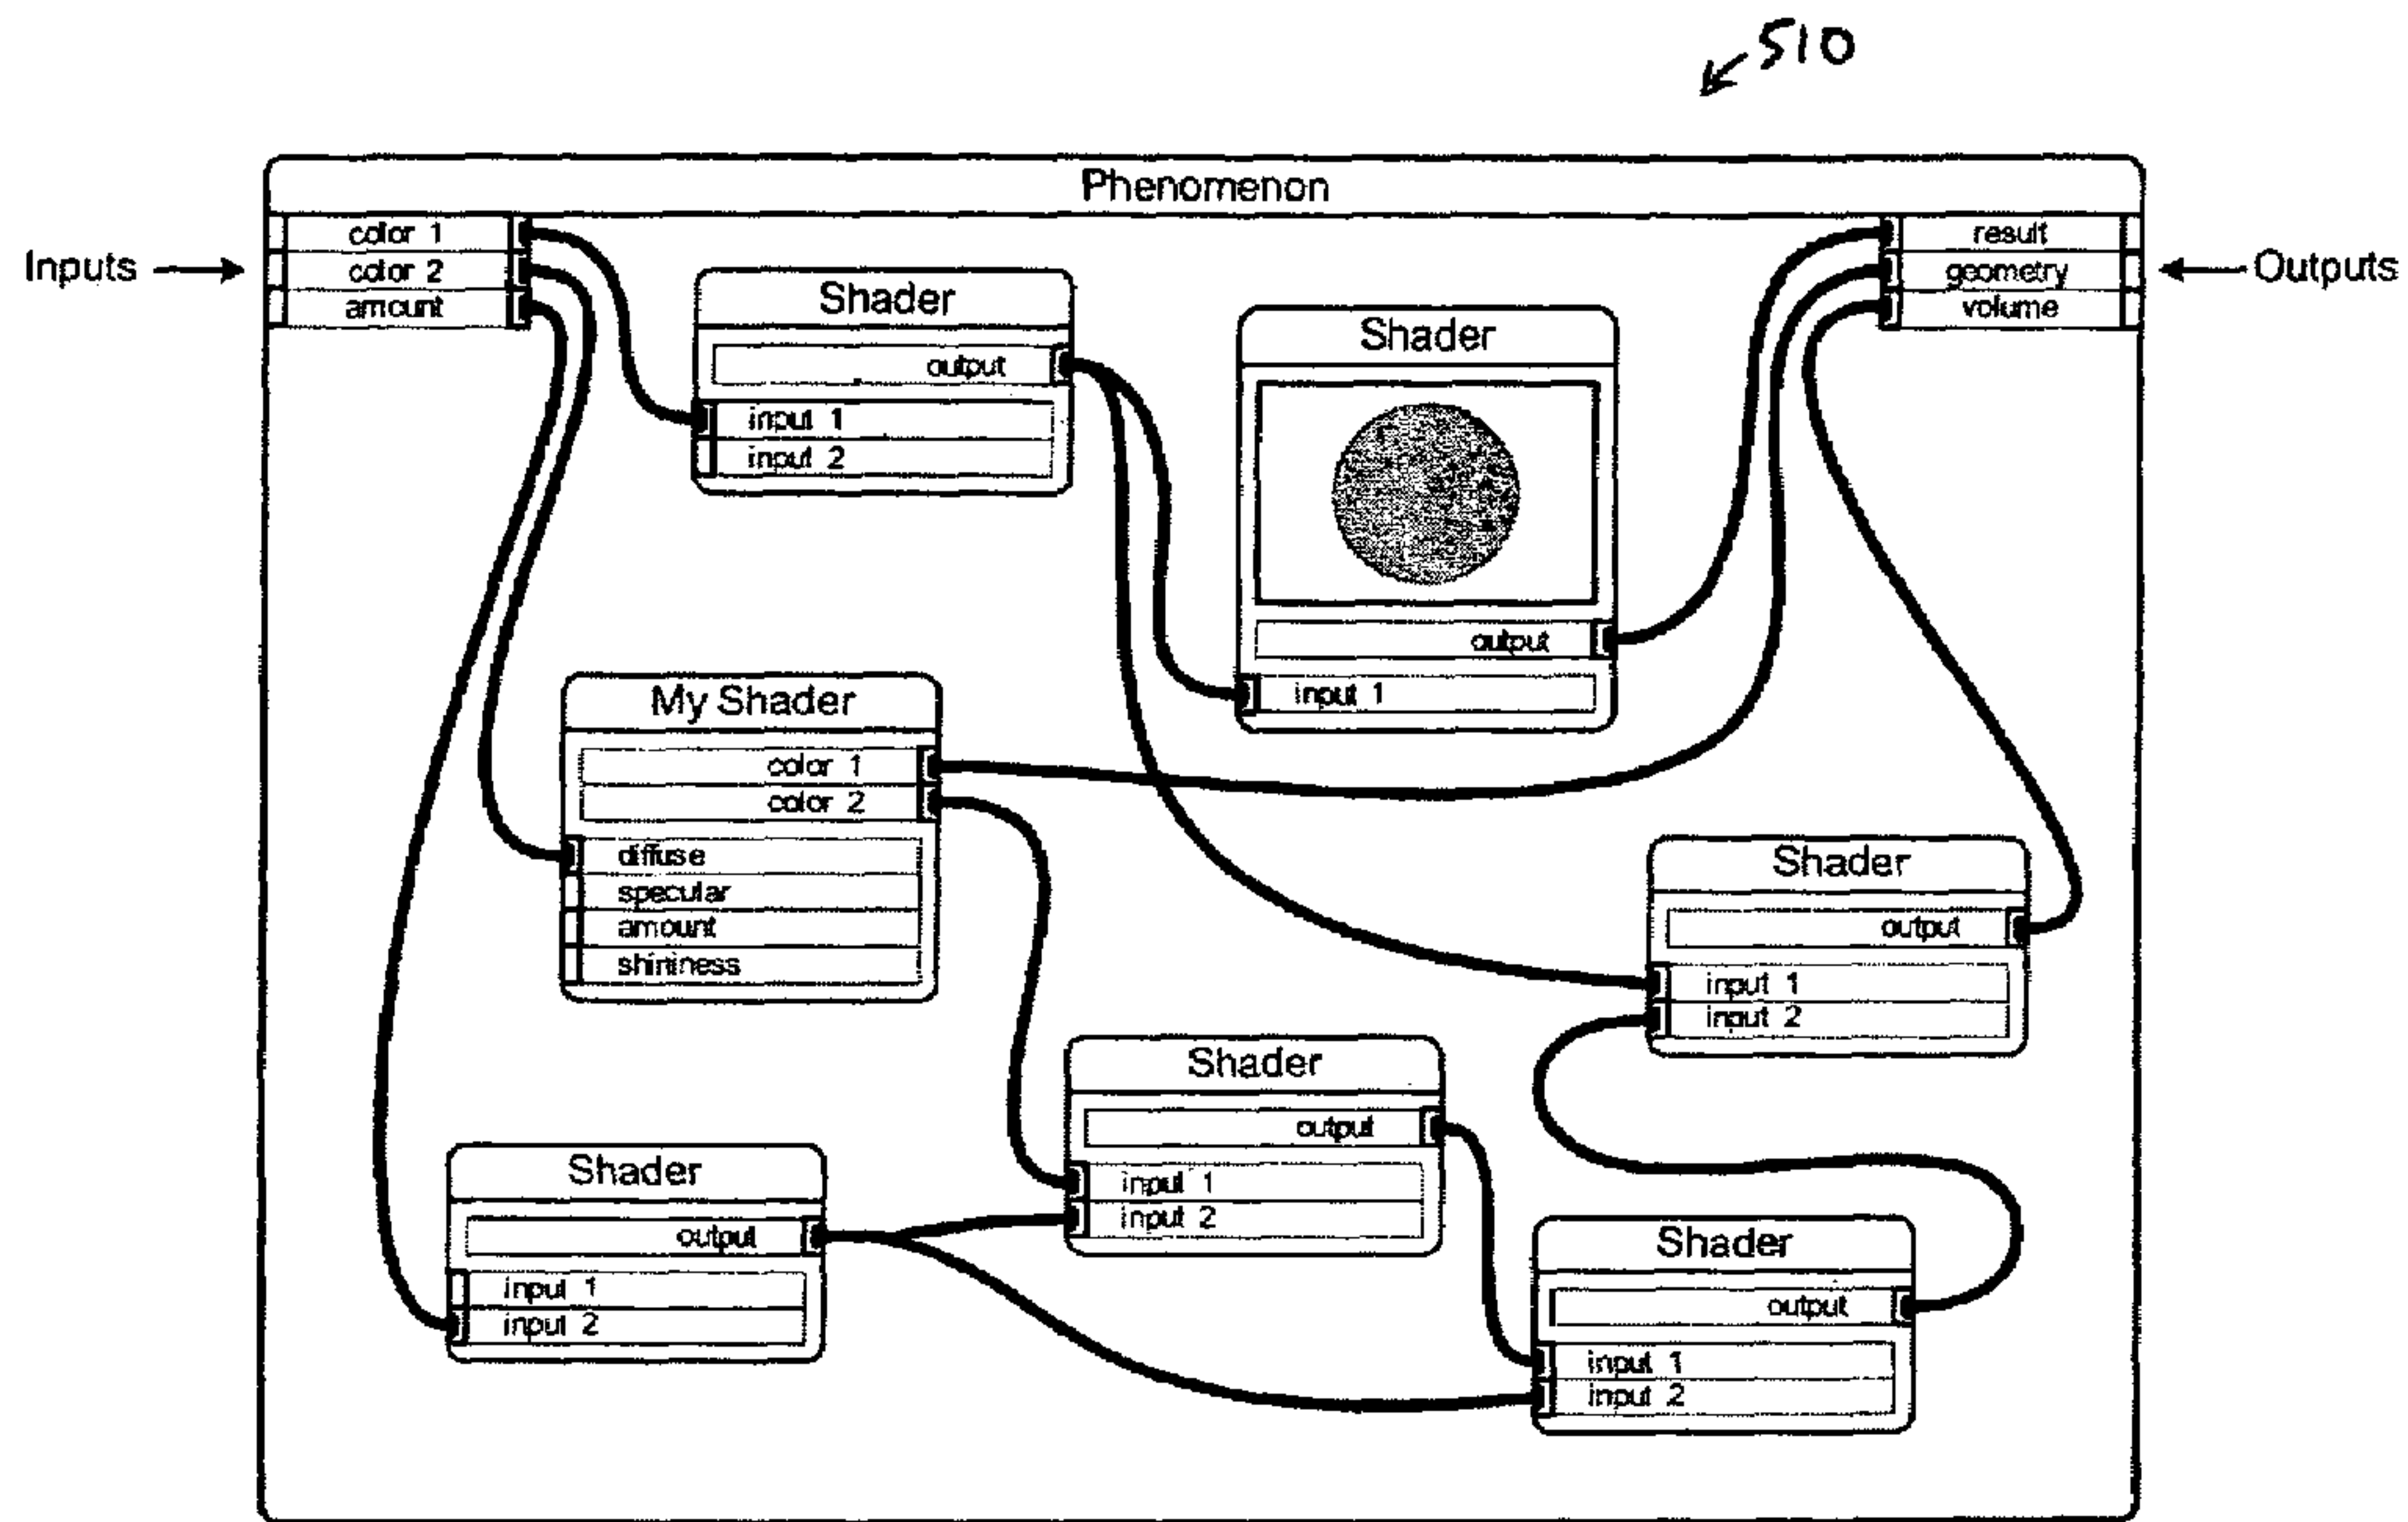 510
Phenomenon
Inputs
color 1
color 2
amount
result
geometry
volume
Outputs
Shader
output
input 1
input 2
Shader
output
input 1
My Shader
color 1
color 2
diffuse
specular
amount
shininess
Shader
output
input 1
input 2
Shader
output
input 1
input 2
Shader
output
input 1
input 2
Shader
output
input 1
input 2